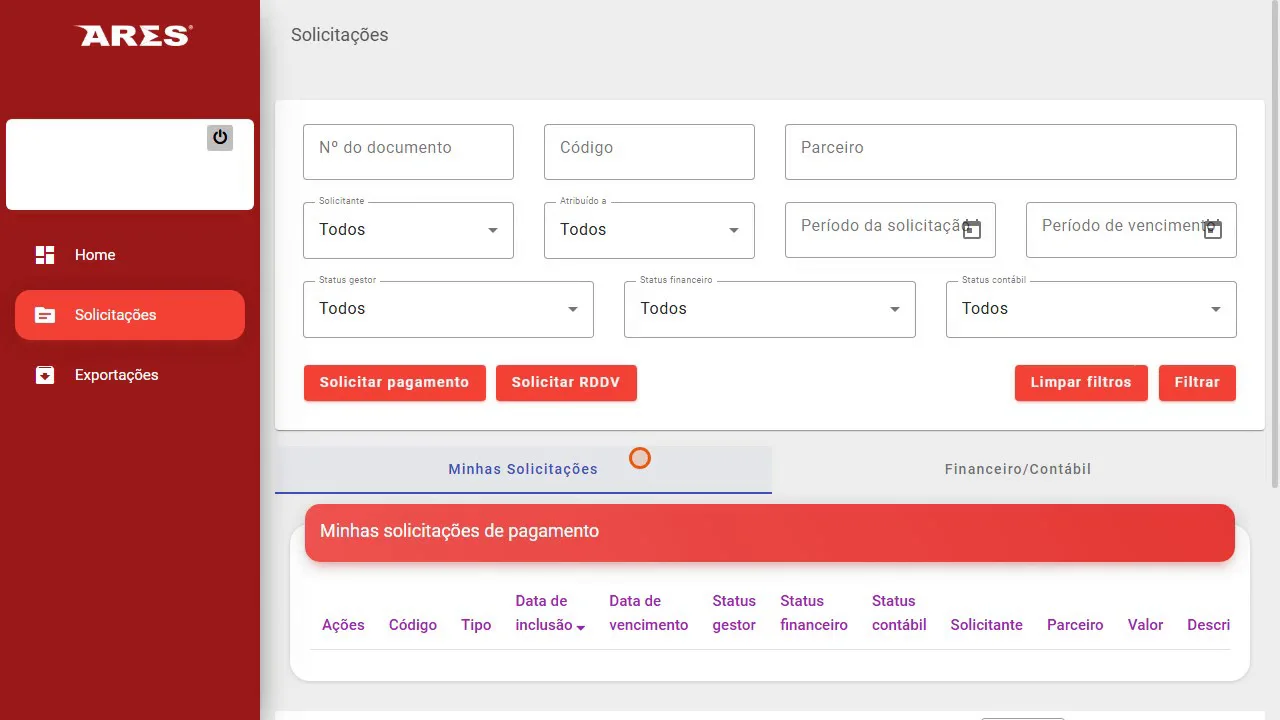 ARES
Solicitações
Home
Solicitações
Exportações
Nº do documento
Código
Parceiro
Solicitante
Todos
Atribuído a
Todos
Período da solicitação
Período de vencimento
Status gestor
Todos
Status financeiro
Todos
Status contábil
Todos
Solicitar pagamento
Solicitar RDDV
Limpar filtros
Filtrar
Minhas Solicitações
Financeiro/Contábil
Minhas solicitações de pagamento
Ações
Código
Tipo
Data de
inclusão
Data de
vencimento
Status
gestor
Status
financeiro
Status
contábil
Solicitante
Parceiro
Valor
Descri